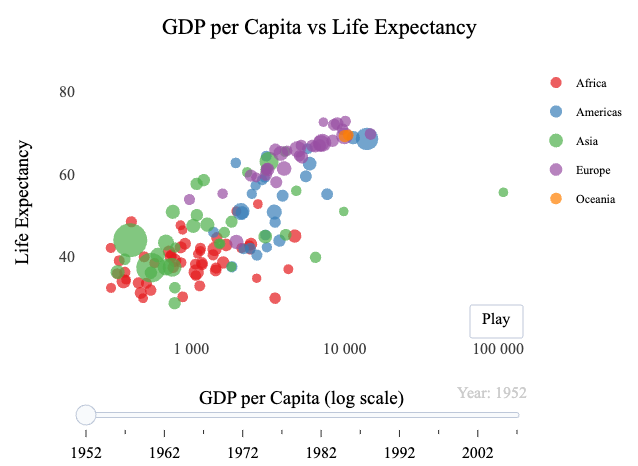 GDP per Capita vs Life Expectancy
Africa
Americas
Asia
Europe
Oceania
Life Expectancy
80
60
40
Play
1 000
10 000
100 000
GDP per Capita (log scale)
Year: 1952
1952
1962
1972
1982
1992
2002